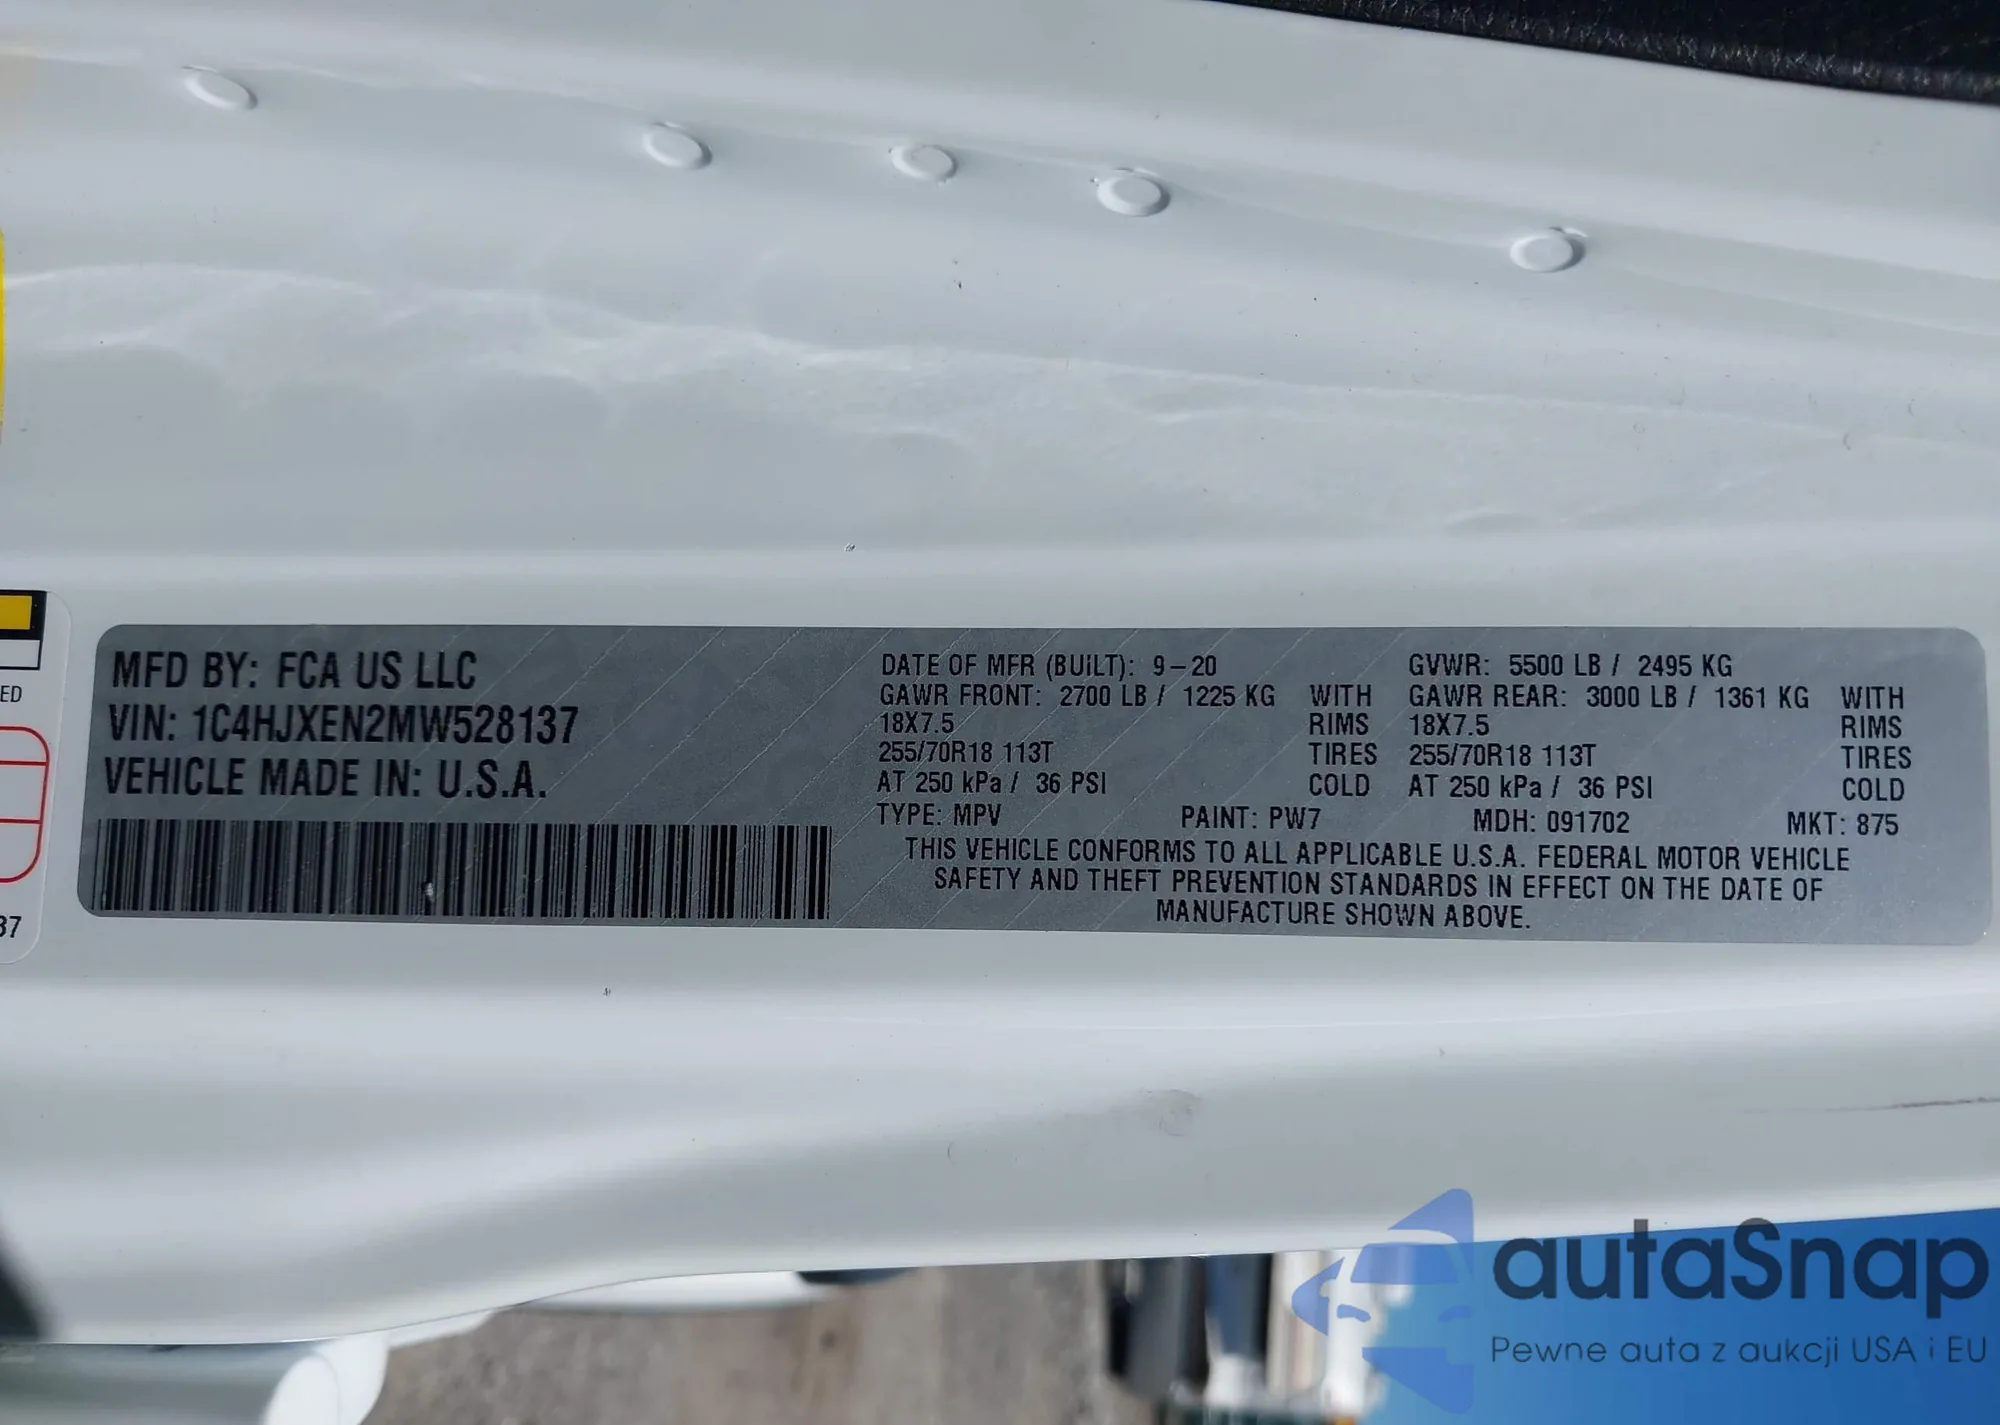 ED
37
MFD BY: FCA US LLC
VIN: 1C4HJXEN2MW528137
VEHICLE MADE IN: U.S.A.
DATE OF MFR (BUiLT): 9-20 GVWR: 5500 LB / 2495 KG
GAWR FRONT: 2700 LB / 1225 KG WITH GAWR REAR: 3000 LB / 1361 KG WITH
18X7.5 RIMS 18X7.5 RIMS
255/70R18 113T TIRES 255/70R18 113T TIRES
AT 250 kPa / 36 PSI COLD AT 250 kPa / 36 PSI COLD
TYPE: MPV PAINT: PW7 MDH: 091702 MKT: 875
THIS VEHICLE CONFORMS TO ALL APPLICABLE U.S.A. FEDERAL MOTOR VEHICLE
SAFETY AND THEFT PREVENTION STANDARDS IN EFFECT ON THE DATE OF
MANUFACTURE SHOWN ABOVE.
autaSnap
Pewne auta z aukcji USA i EU